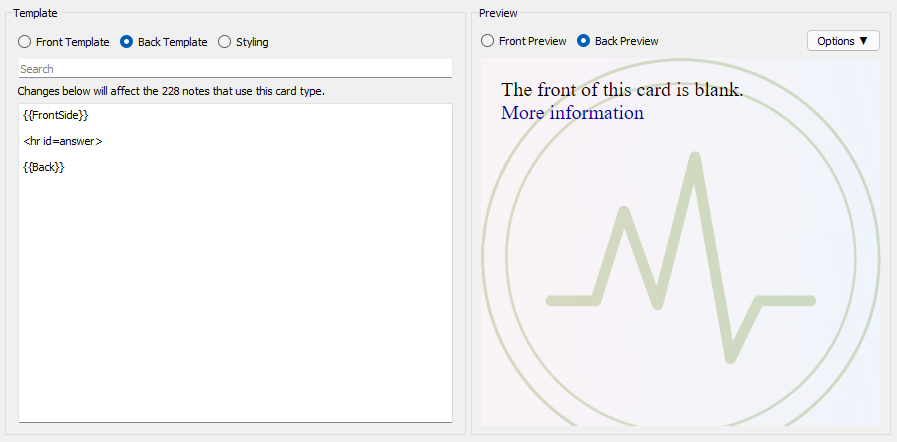 Template
Front Template Back Template Styling
Search
Changes below will affect the 228 notes that use this card type.
{{FrontSide}}
<hr id=answer>
{{Back}}
Preview
Front Preview Back Preview Options ▼
The front of this card is blank.
More information